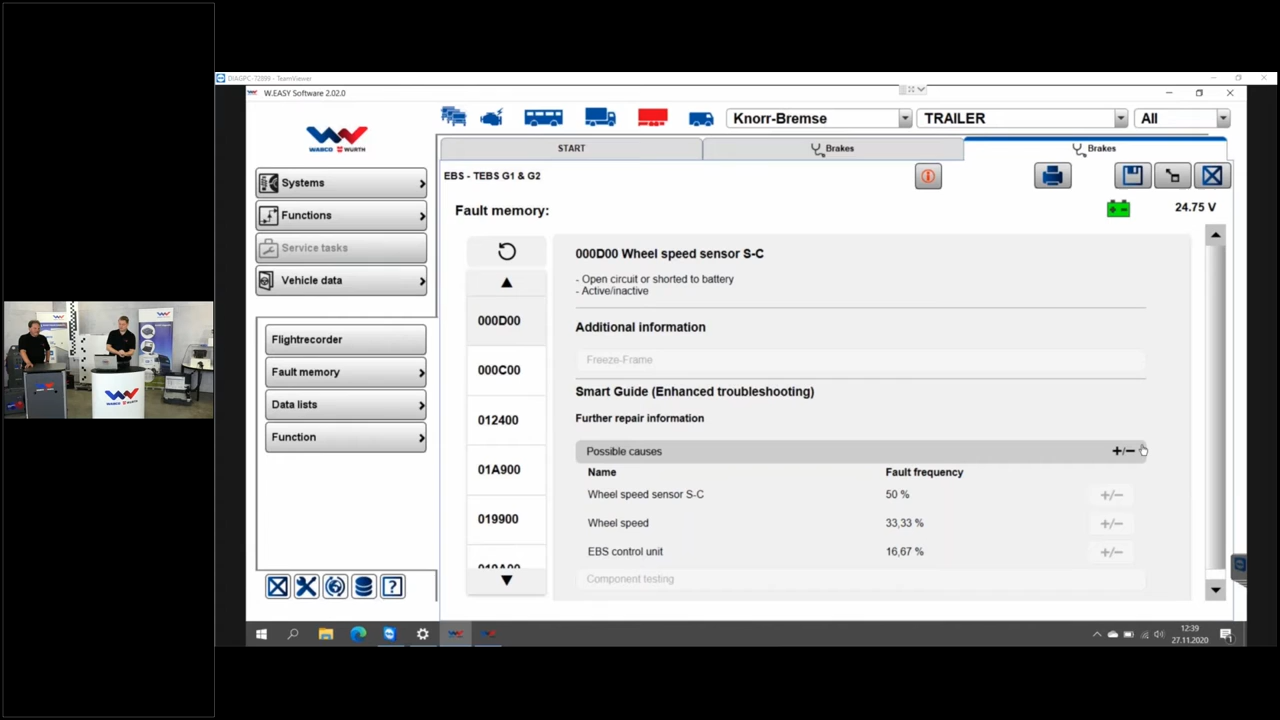 DIAGPC-72899 - TeamViewer
W.EASY Software 2.02.0
WABCO WÜRTH
Knorr-Bremse
TRAILER
All
START
Brakes
Brakes
Systems
Functions
Service tasks
Vehicle data
Flightrecorder
Fault memory
Data lists
Function
EBS - TEBS G1 & G2
Fault memory:
24.75 V
000D00
000C00
012400
01A900
019900
000D00 Wheel speed sensor S-C
- Open circuit or shorted to battery
- Active/inactive
Additional information
Freeze-Frame
Smart Guide (Enhanced troubleshooting)
Further repair information
Possible causes +/−
Name Fault frequency
Wheel speed sensor S-C 50 % +/−
Wheel speed 33,33 % +/−
EBS control unit 16,67 % +/−
Component testing
12:39
27.11.2020